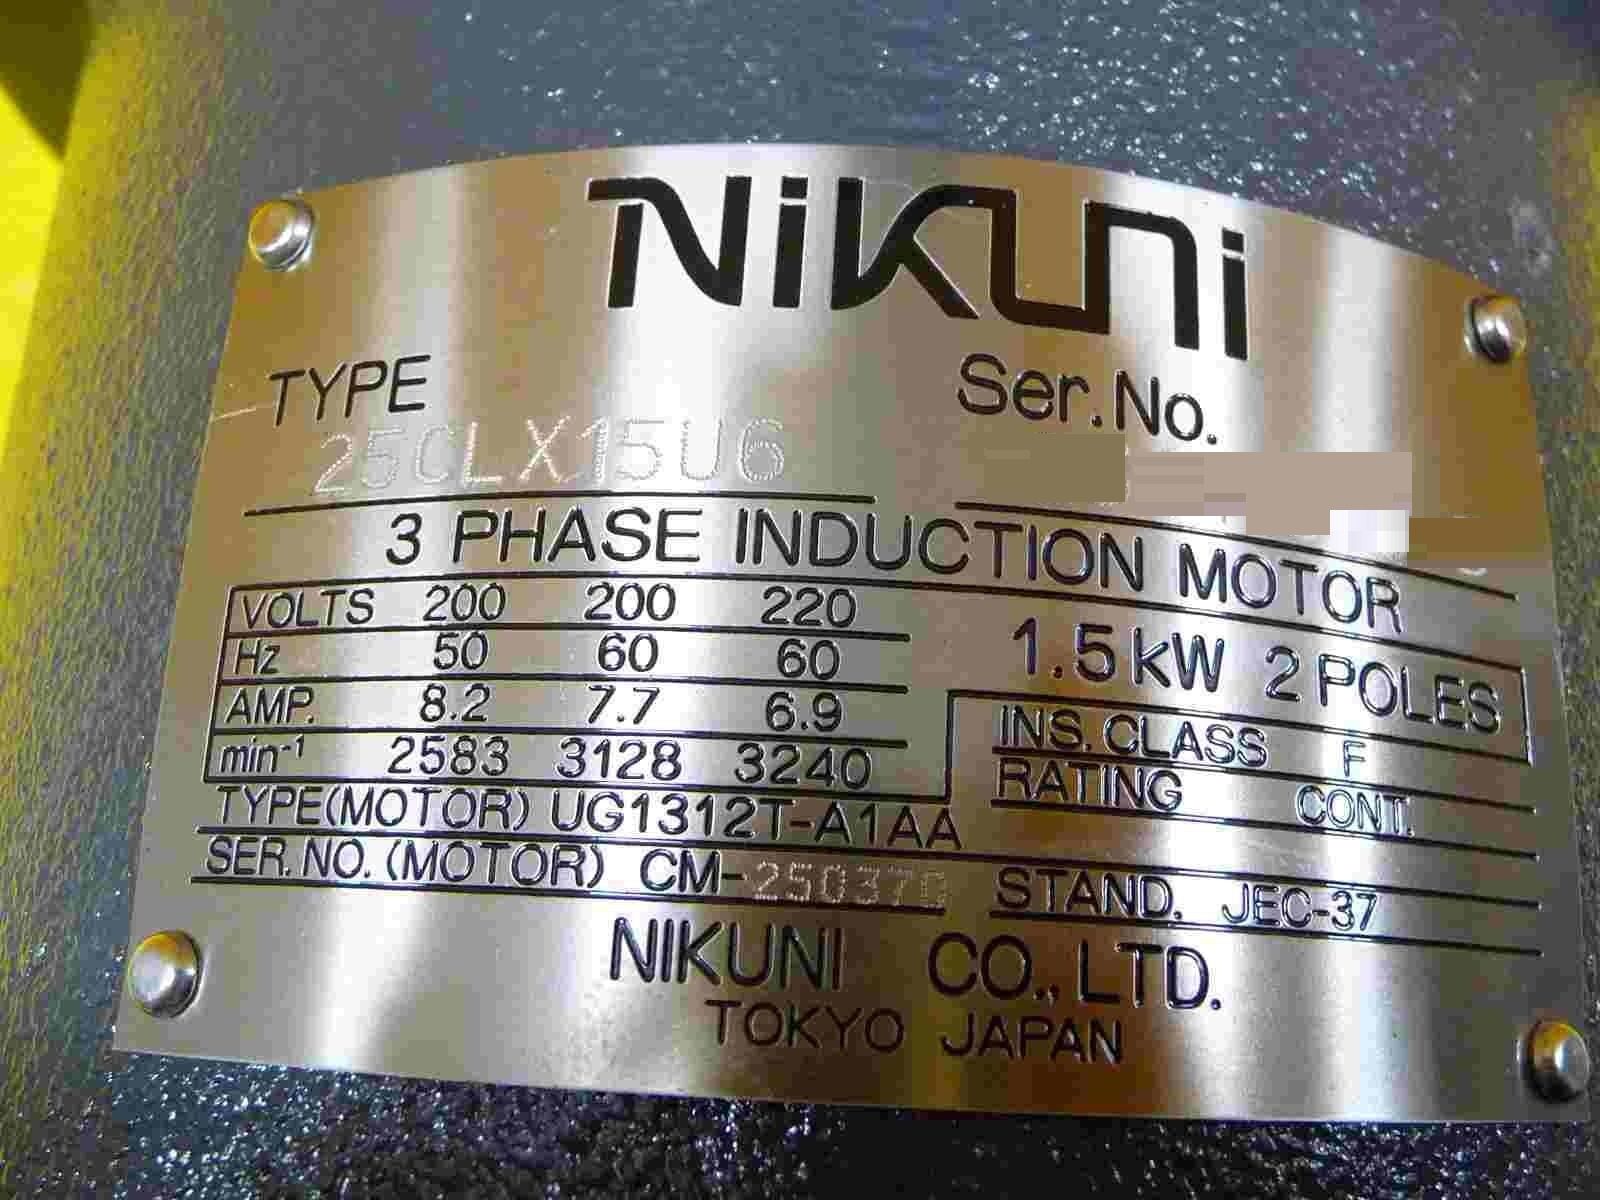 NiKUni
TYPE Ser.No.
25CLX15U6
3 PHASE INDUCTION MOTOR
VOLTS 200 200 220
1.5kW 2 POLES
Hz 50 60 60
AMP. 8.2 7.7 6.9
INS. CLASS F
min-1 2583 3128 3240
RATING CONT.
TYPE(MOTOR) UG1312T-A1AA
SER. NO. (MOTOR) CM-250370
STAND. JEC-37
NIKUNI CO., LTD.
TOKYO JAPAN